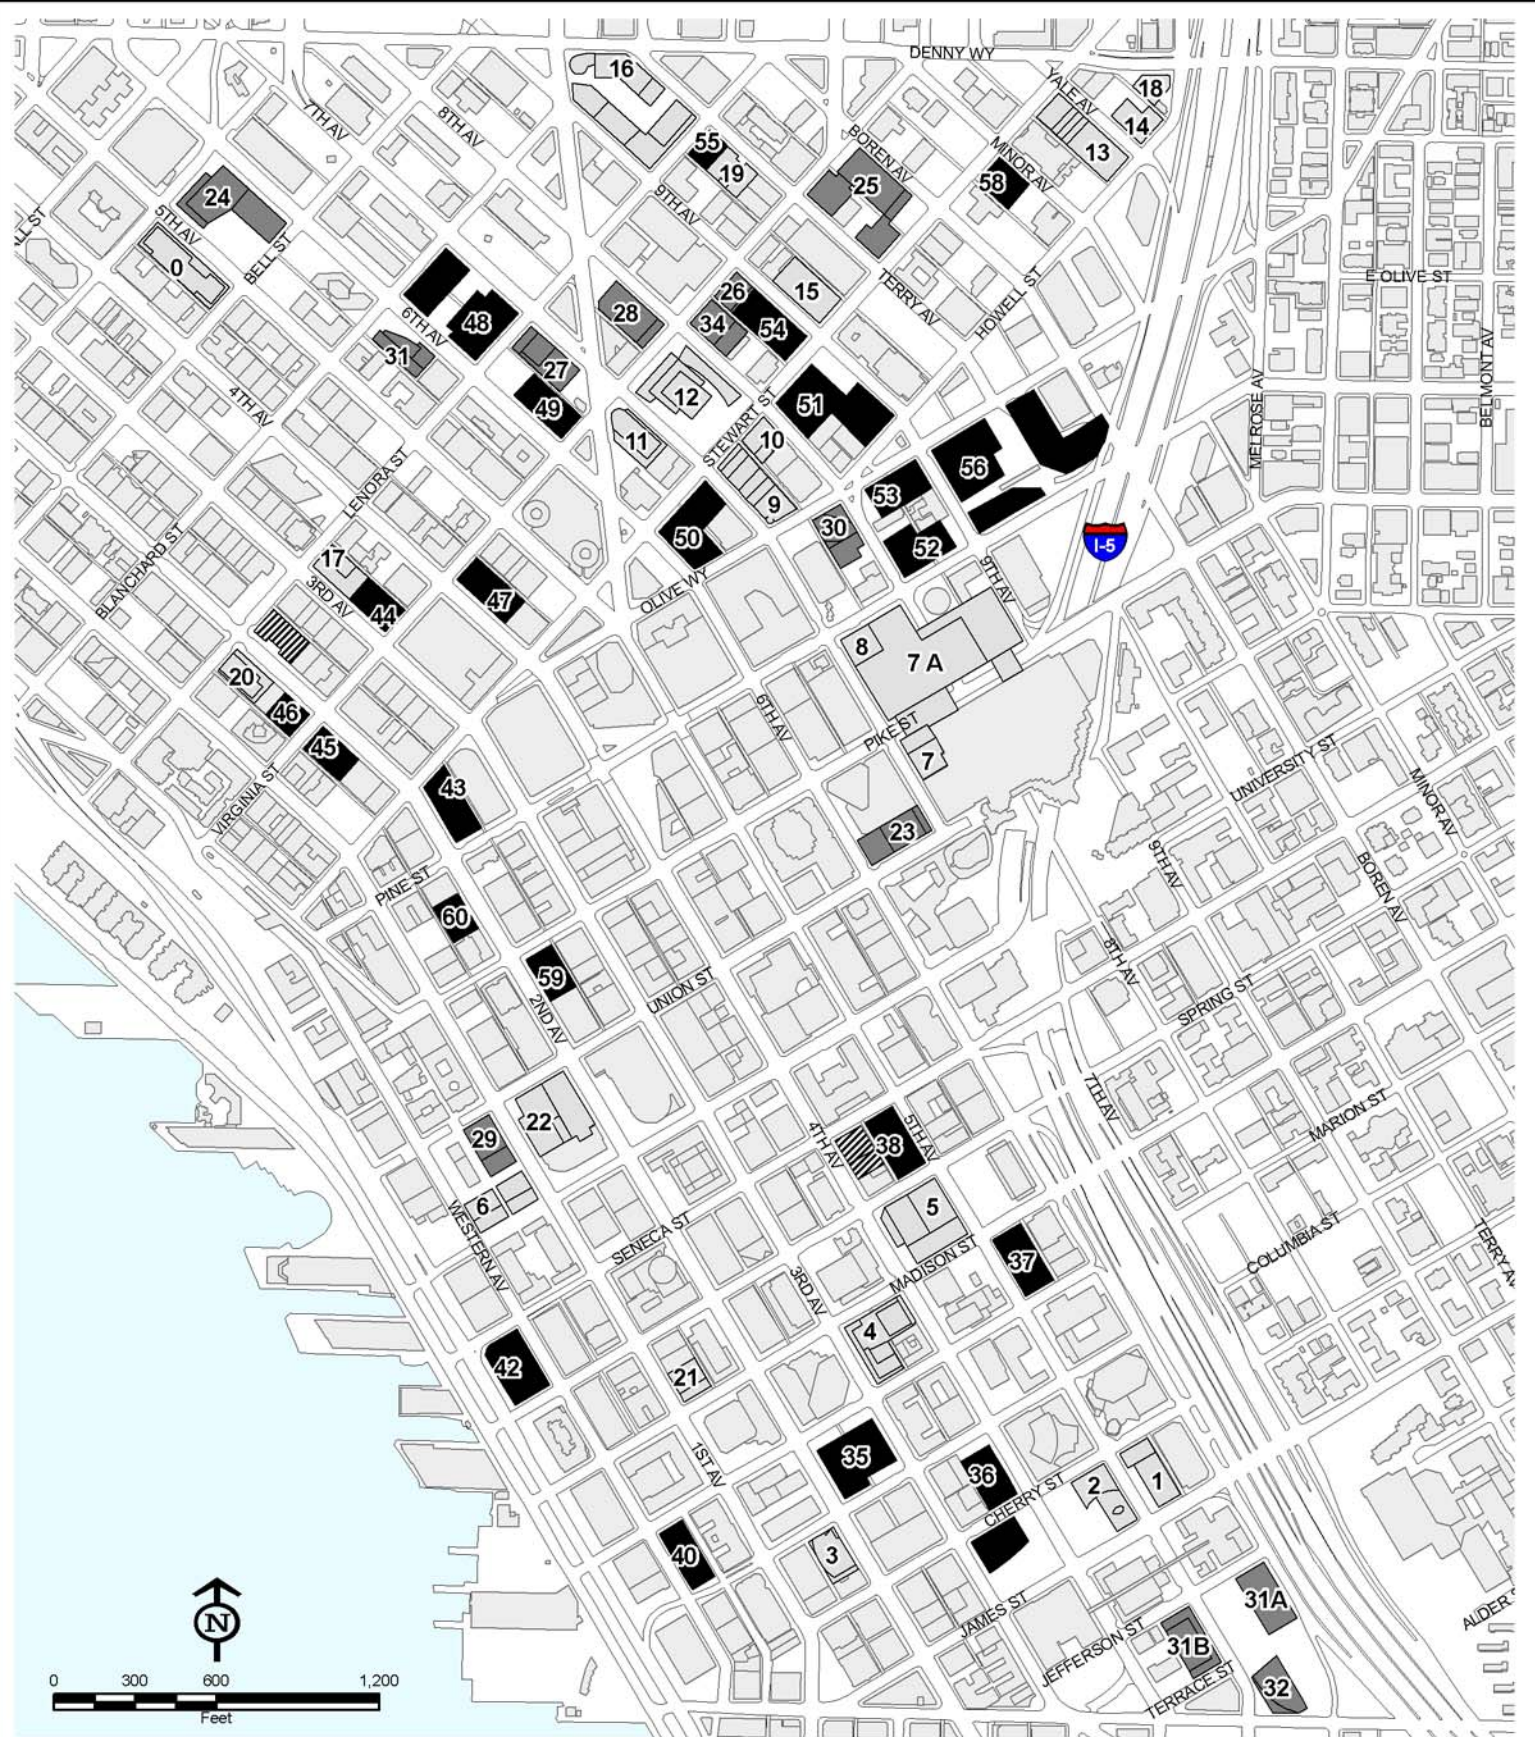 DENNY WY
16
YALE AV
18
7TH AV
8TH AV
14
BOREN AV
55
MINOR AV
13
19
25
58
24
9TH AV
5TH AV
BELL ST
0
E OLIVE ST
TERRY AV
HOWELL ST
26
15
28
34
54
6TH AV
48
31
27
BELMONT AV
12
4TH AV
49
51
STEWART ST
MELROSE AV
11
10
LENORA ST
56
53
9
30
50
I-5
52
BLANCHARD ST
17
3RD AV
44
47
OLIVE WY
9TH AV
8
7 A
20
46
6TH AV
45
PIKE ST
7
UNIVERSITY ST
43
VIRGINIA ST
MINOR AV
23
9TH AV
BOREN AV
PINE ST
60
59
8TH AV
UNION ST
2ND AV
SPRING ST
7TH AV
22
29
4TH AV
38
5TH AV
MARION ST
6
5
WESTERN AV
SENECA ST
COLUMBIA ST
TERRY AV
MADISON ST
37
3RD AV
4
42
21
1ST AV
35
36
2
1
CHERRY ST
40
3
31A
JAMES ST
ALDER
N
JEFFERSON ST
31B
TERRACE ST
32
0 300 600 1,200
Feet